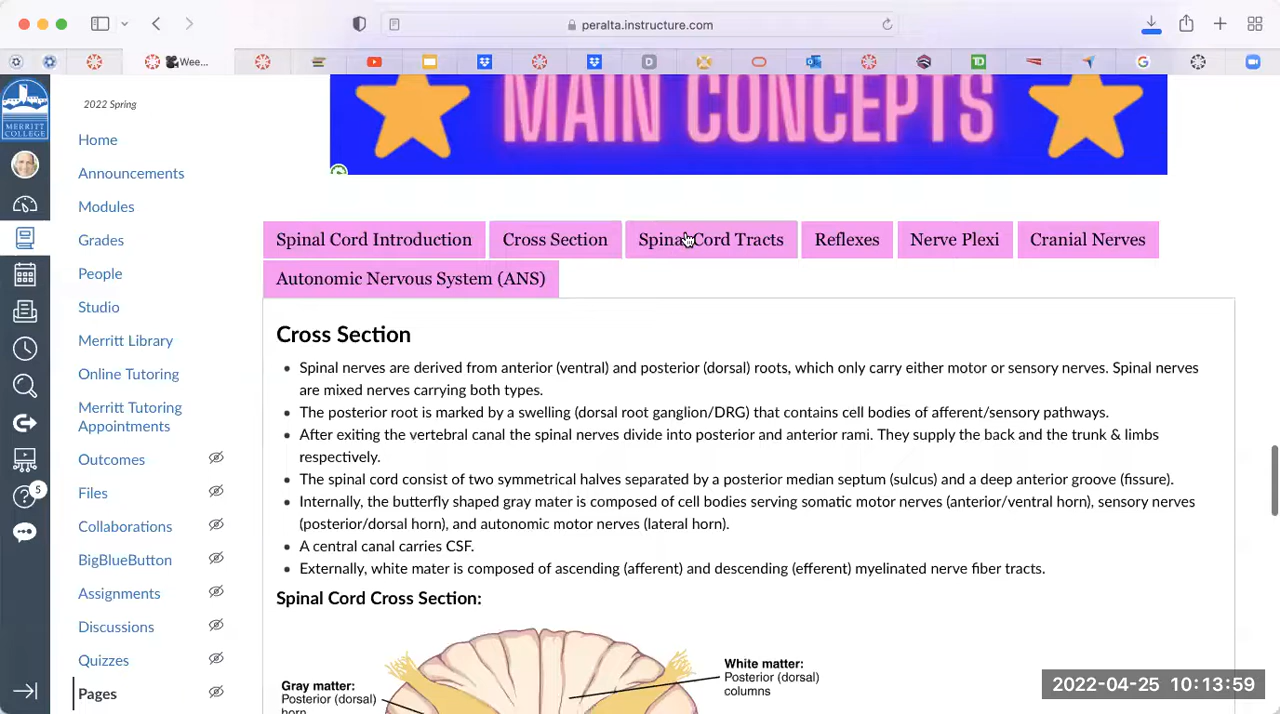 peralta.instructure.com
Wee...
MERRITT
COLLEGE
2022 Spring
Home
Announcements
Modules
Grades
People
Studio
Merritt Library
Online Tutoring
Merritt Tutoring
Appointments
Outcomes
Files
Collaborations
BigBlueButton
Assignments
Discussions
Quizzes
Pages
5
MAIN CONCEPTS
Spinal Cord Introduction
Cross Section
Spinal Cord Tracts
Reflexes
Nerve Plexi
Cranial Nerves
Autonomic Nervous System (ANS)
Cross Section
Spinal nerves are derived from anterior (ventral) and posterior (dorsal) roots, which only carry either motor or sensory nerves. Spinal nerves
are mixed nerves carrying both types.
The posterior root is marked by a swelling (dorsal root ganglion/DRG) that contains cell bodies of afferent/sensory pathways.
After exiting the vertebral canal the spinal nerves divide into posterior and anterior rami. They supply the back and the trunk & limbs
respectively.
The spinal cord consist of two symmetrical halves separated by a posterior median septum (sulcus) and a deep anterior groove (fissure).
Internally, the butterfly shaped gray mater is composed of cell bodies serving somatic motor nerves (anterior/ventral horn), sensory nerves
(posterior/dorsal horn), and autonomic motor nerves (lateral horn).
A central canal carries CSF.
Externally, white mater is composed of ascending (afferent) and descending (efferent) myelinated nerve fiber tracts.
Spinal Cord Cross Section:
Gray matter:
Posterior (dorsal)
horn
White matter:
Posterior (dorsal)
columns
2022-04-25 10:13:59